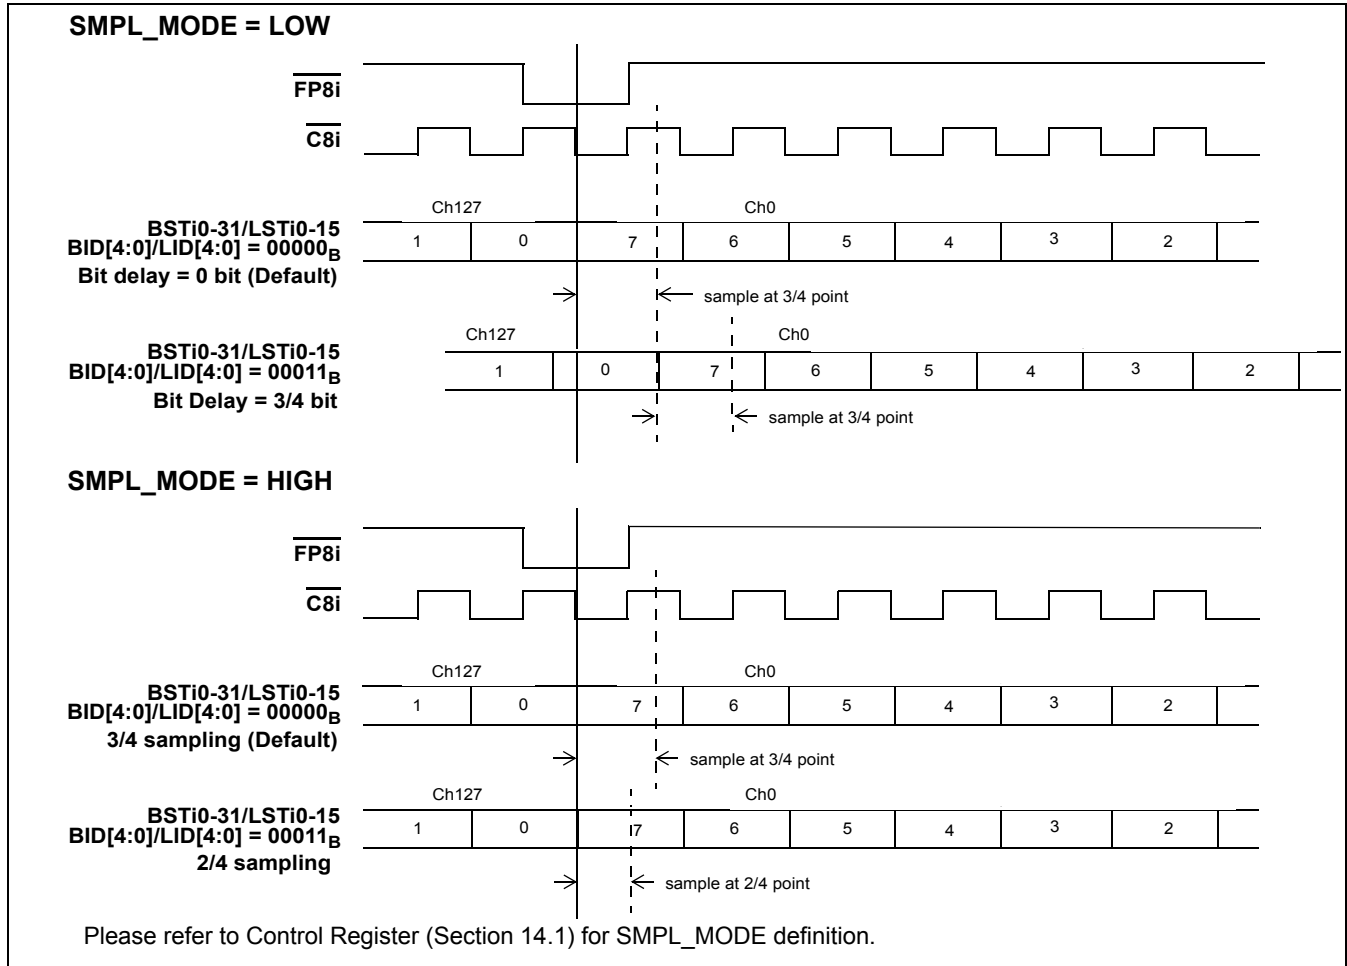 SMPL_MODE = LOW
FP8i
C8i
Ch127 Ch0
BSTi0-31/LSTi0-15
BID[4:0]/LID[4:0] = 00000B
Bit delay = 0 bit (Default)
1 0 7 6 5 4 3 2
sample at 3/4 point
Ch127 Ch0
BSTi0-31/LSTi0-15
BID[4:0]/LID[4:0] = 00011B
Bit Delay = 3/4 bit
1 0 7 6 5 4 3 2
sample at 3/4 point
SMPL_MODE = HIGH
FP8i
C8i
Ch127 Ch0
BSTi0-31/LSTi0-15
BID[4:0]/LID[4:0] = 00000B
3/4 sampling (Default)
1 0 7 6 5 4 3 2
sample at 3/4 point
Ch127 Ch0
BSTi0-31/LSTi0-15
BID[4:0]/LID[4:0] = 00011B
2/4 sampling
1 0 7 6 5 4 3 2
sample at 2/4 point
Please refer to Control Register (Section 14.1) for SMPL_MODE definition.